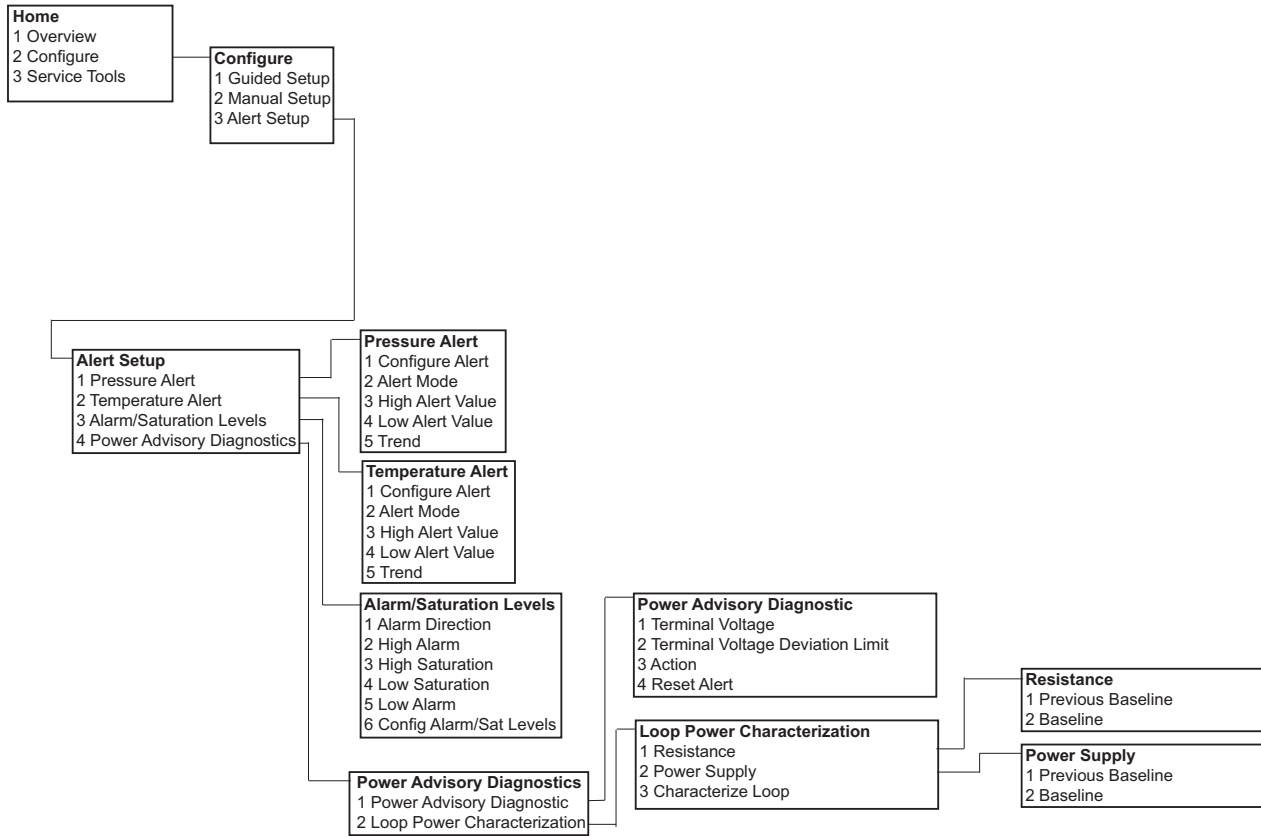 Home
1 Overview
2 Configure
3 Service Tools
Configure
1 Guided Setup
2 Manual Setup
3 Alert Setup
Alert Setup
1 Pressure Alert
2 Temperature Alert
3 Alarm/Saturation Levels
4 Power Advisory Diagnostics
Pressure Alert
1 Configure Alert
2 Alert Mode
3 High Alert Value
4 Low Alert Value
5 Trend
Temperature Alert
1 Configure Alert
2 Alert Mode
3 High Alert Value
4 Low Alert Value
5 Trend
Alarm/Saturation Levels
1 Alarm Direction
2 High Alarm
3 High Saturation
4 Low Saturation
5 Low Alarm
6 Config Alarm/Sat Levels
Power Advisory Diagnostics
1 Power Advisory Diagnostic
2 Loop Power Characterization
Power Advisory Diagnostic
1 Terminal Voltage
2 Terminal Voltage Deviation Limit
3 Action
4 Reset Alert
Loop Power Characterization
1 Resistance
2 Power Supply
3 Characterize Loop
Resistance
1 Previous Baseline
2 Baseline
Power Supply
1 Previous Baseline
2 Baseline